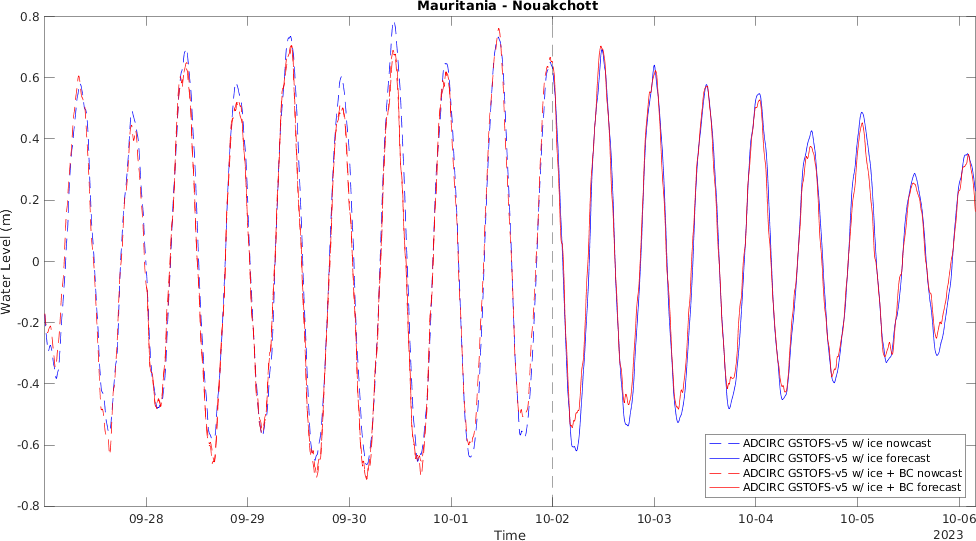 Mauritania - Nouakchott
0.8
0.6
0.4
0.2
0
-0.2
-0.4
-0.6
-0.8
Water Level (m)
09-28
09-29
09-30
10-01
10-02
10-03
10-04
10-05
10-06
2023
Time
ADCIRC GSTOFS-v5 w/ ice nowcast
ADCIRC GSTOFS-v5 w/ ice forecast
ADCIRC GSTOFS-v5 w/ ice + BC nowcast
ADCIRC GSTOFS-v5 w/ ice + BC forecast